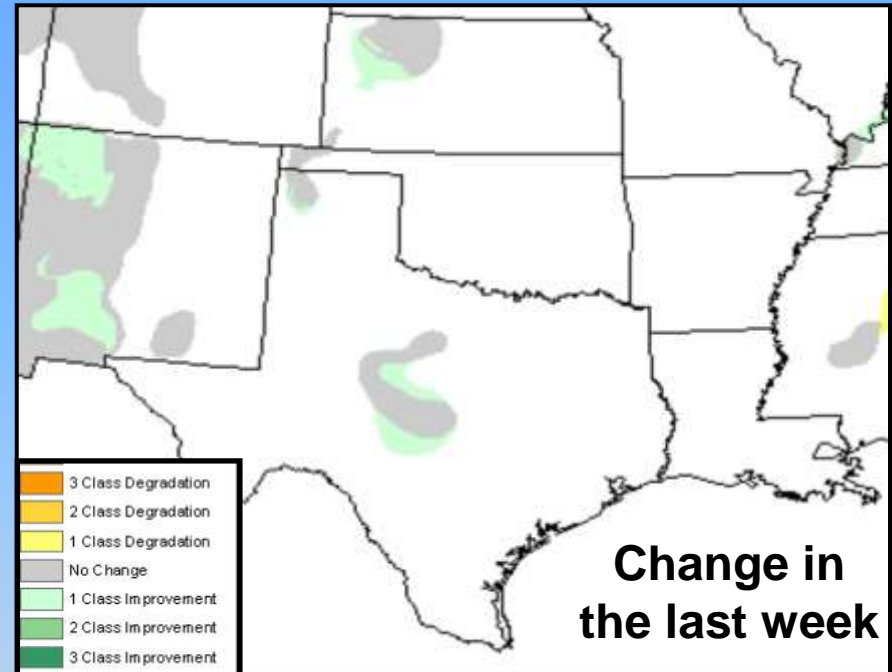 3 Class Degradation
2 Class Degradation
1 Class Degradation
No Change
1 Class Improvement
2 Class Improvement
3 Class Improvement
Change in
the last week